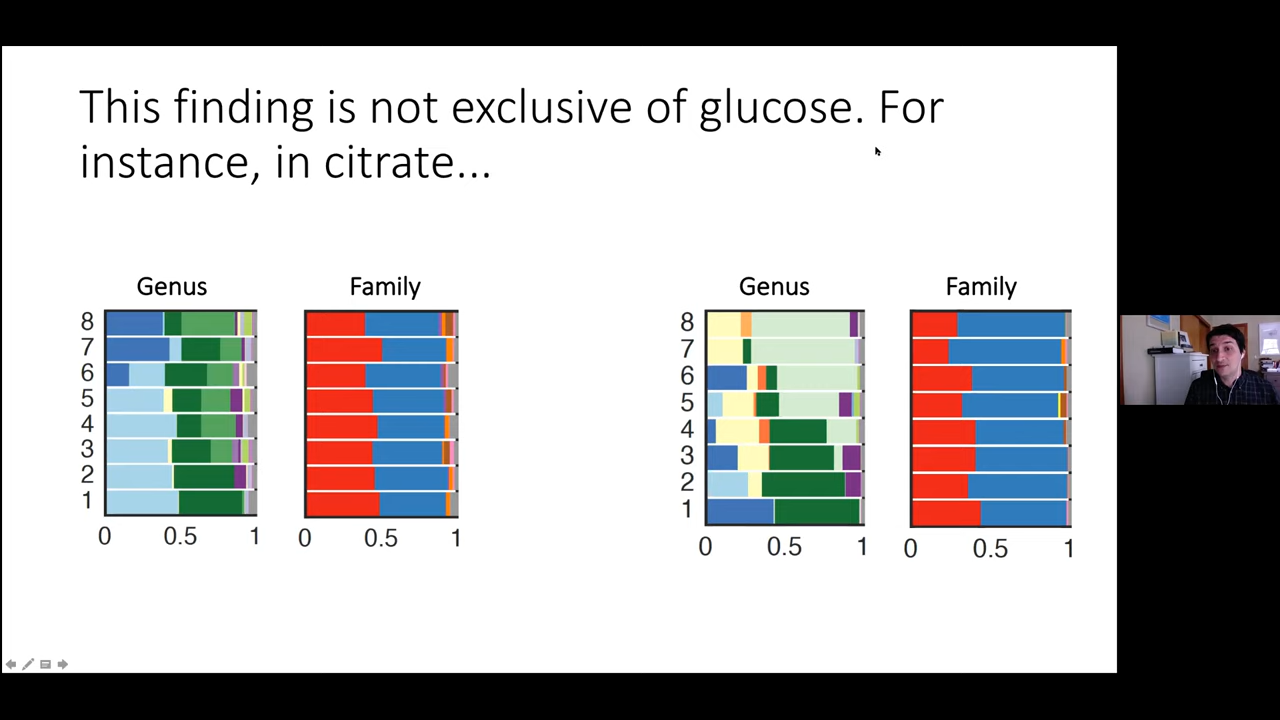 This finding is not exclusive of glucose. For
instance, in citrate...
Genus
Family
8
7
6
5
4
3
2
1
0 0.5 1
0 0.5 1
Genus
Family
8
7
6
5
4
3
2
1
0 0.5 1
0 0.5 1